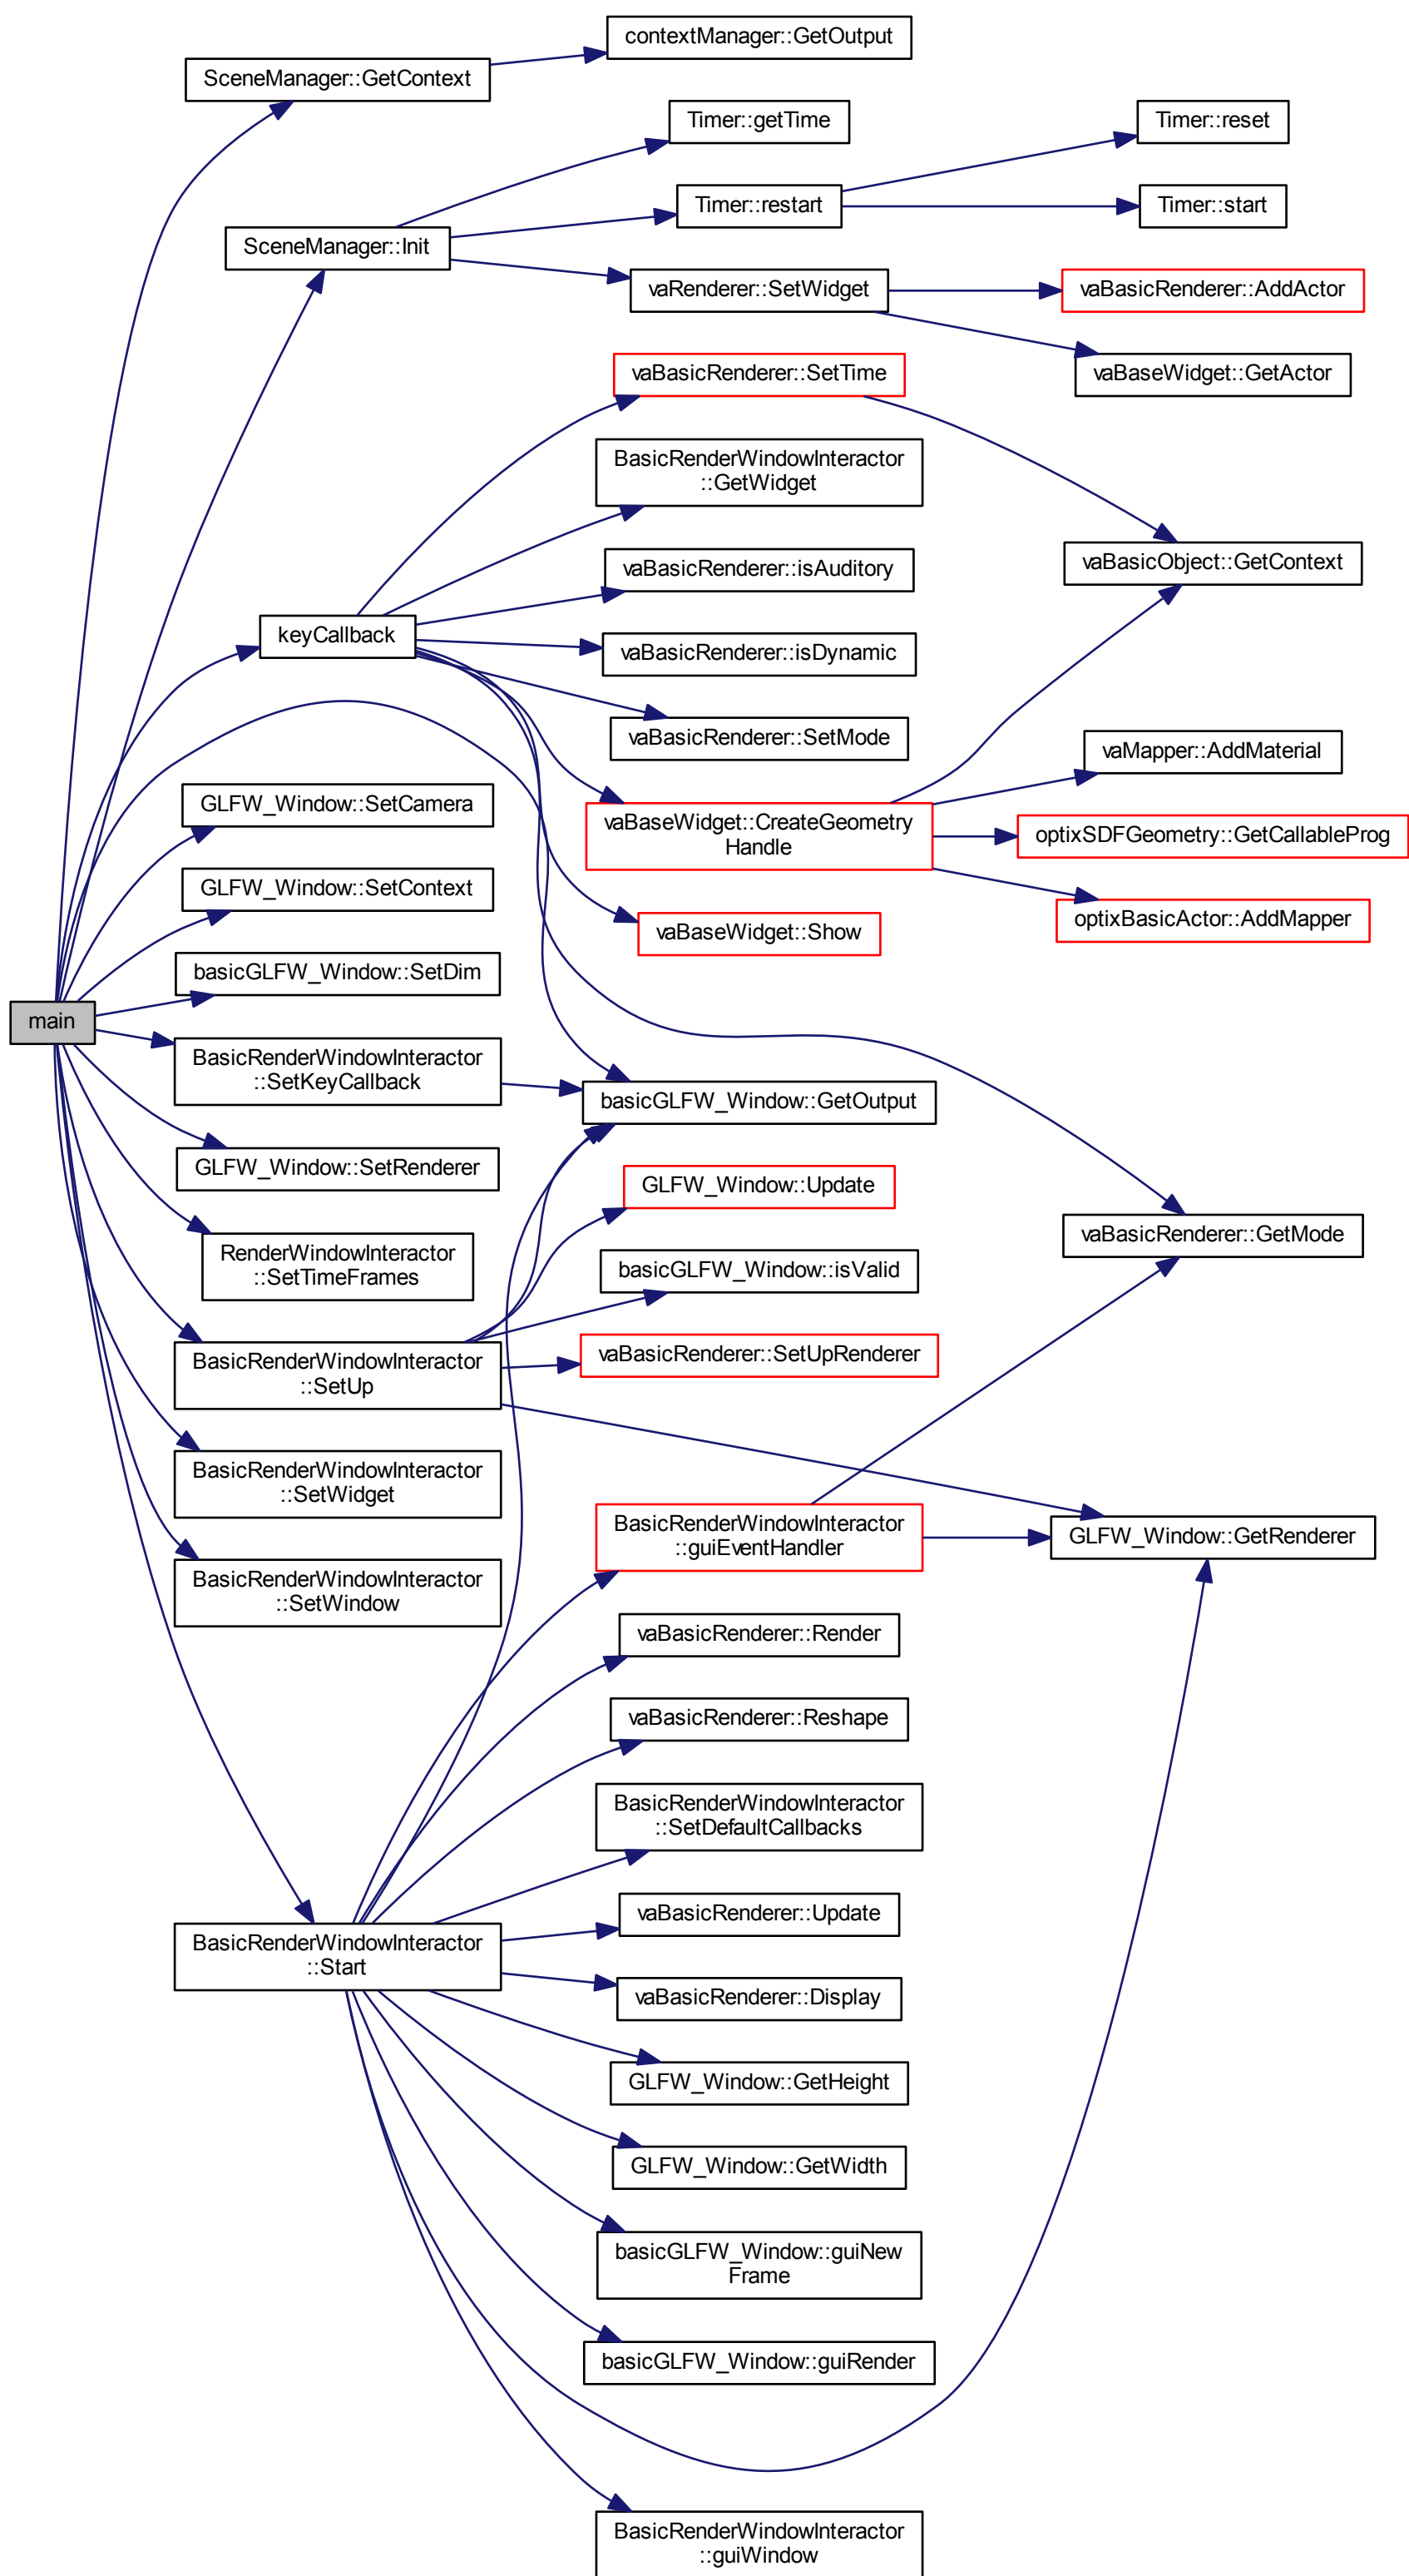 contextManager::GetOutput
SceneManager::GetContext
Timer::getTime
Timer::reset
Timer::restart
Timer::start
SceneManager::Init
vaRenderer::SetWidget
vaBasicRenderer::AddActor
vaBasicRenderer::SetTime
vaBaseWidget::GetActor
BasicRenderWindowInteractor
::GetWidget
vaBasicRenderer::isAuditory
vaBasicObject::GetContext
keyCallback
vaBasicRenderer::isDynamic
vaBasicRenderer::SetMode
vaMapper::AddMaterial
GLFW_Window::SetCamera
vaBaseWidget::CreateGeometry
Handle
optixSDFGeometry::GetCallableProg
GLFW_Window::SetContext
vaBaseWidget::Show
optixBasicActor::AddMapper
basicGLFW_Window::SetDim
main
BasicRenderWindowInteractor
::SetKeyCallback
basicGLFW_Window::GetOutput
GLFW_Window::SetRenderer
GLFW_Window::Update
vaBasicRenderer::GetMode
RenderWindowInteractor
::SetTimeFrames
basicGLFW_Window::isValid
BasicRenderWindowInteractor
::SetUp
vaBasicRenderer::SetUpRenderer
BasicRenderWindowInteractor
::SetWidget
BasicRenderWindowInteractor
::guiEventHandler
GLFW_Window::GetRenderer
BasicRenderWindowInteractor
::SetWindow
vaBasicRenderer::Render
vaBasicRenderer::Reshape
BasicRenderWindowInteractor
::SetDefaultCallbacks
vaBasicRenderer::Update
BasicRenderWindowInteractor
::Start
vaBasicRenderer::Display
GLFW_Window::GetHeight
GLFW_Window::GetWidth
basicGLFW_Window::guiNew
Frame
basicGLFW_Window::guiRender
BasicRenderWindowInteractor
::guiWindow